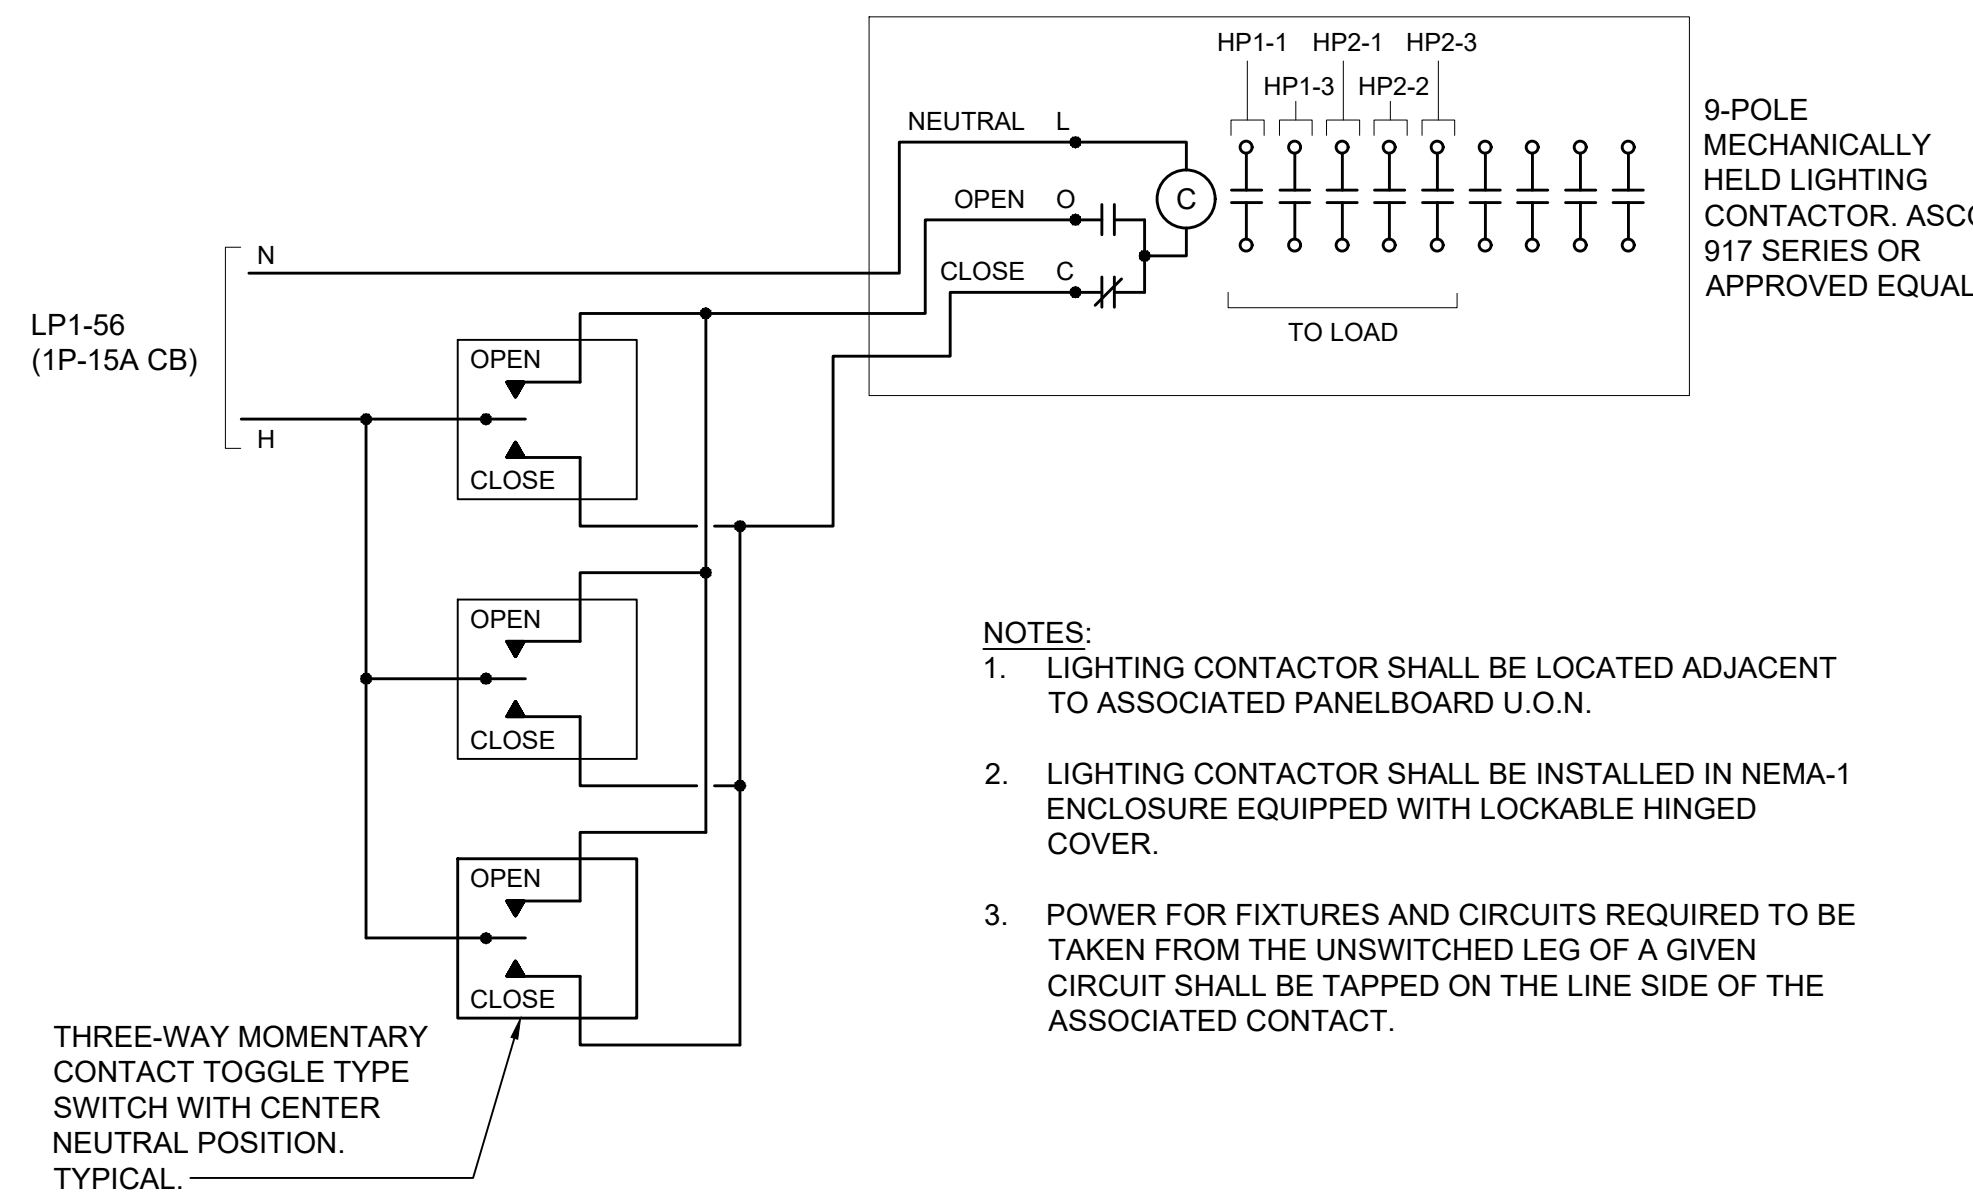 HP1-1 HP2-1 HP2-3
HP1-3 HP2-2
NEUTRAL L
OPEN O
CLOSE C
C
TO LOAD
9-POLE
MECHANICALLY
HELD LIGHTING
CONTACTOR.
917 SERIES OR
APPROVED EQUAL
N
LP1-56
(1P-15A CB)
H
OPEN
CLOSE
OPEN
CLOSE
OPEN
CLOSE
THREE-WAY MOMENTARY
CONTACT TOGGLE TYPE
SWITCH WITH CENTER
NEUTRAL POSITION.
TYPICAL.
NOTES:
1. LIGHTING CONTACTOR SHALL BE LOCATED ADJACENT
TO ASSOCIATED PANELBOARD U.O.N.
2. LIGHTING CONTACTOR SHALL BE INSTALLED IN NEMA-1
ENCLOSURE EQUIPPED WITH LOCKABLE HINGED
COVER.
3. POWER FOR FIXTURES AND CIRCUITS REQUIRED TO BE
TAKEN FROM THE UNSWITCHED LEG OF A GIVEN
CIRCUIT SHALL BE TAPPED ON THE LINE SIDE OF THE
ASSOCIATED CONTACT.